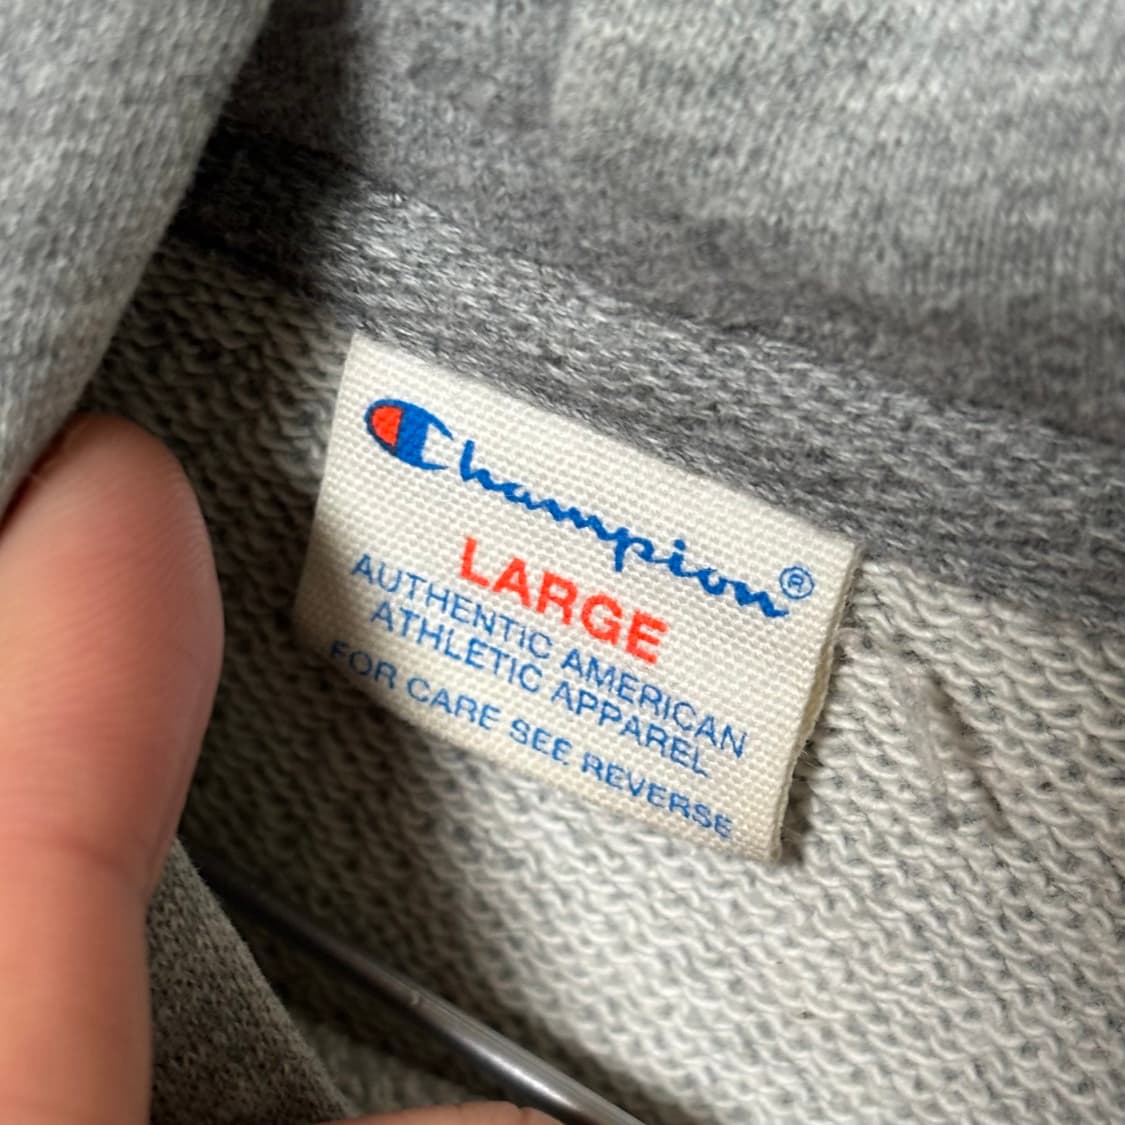 Champion®
LARGE
AUTHENTIC AMERICAN
ATHLETIC APPAREL
FOR CARE SEE REVERSE